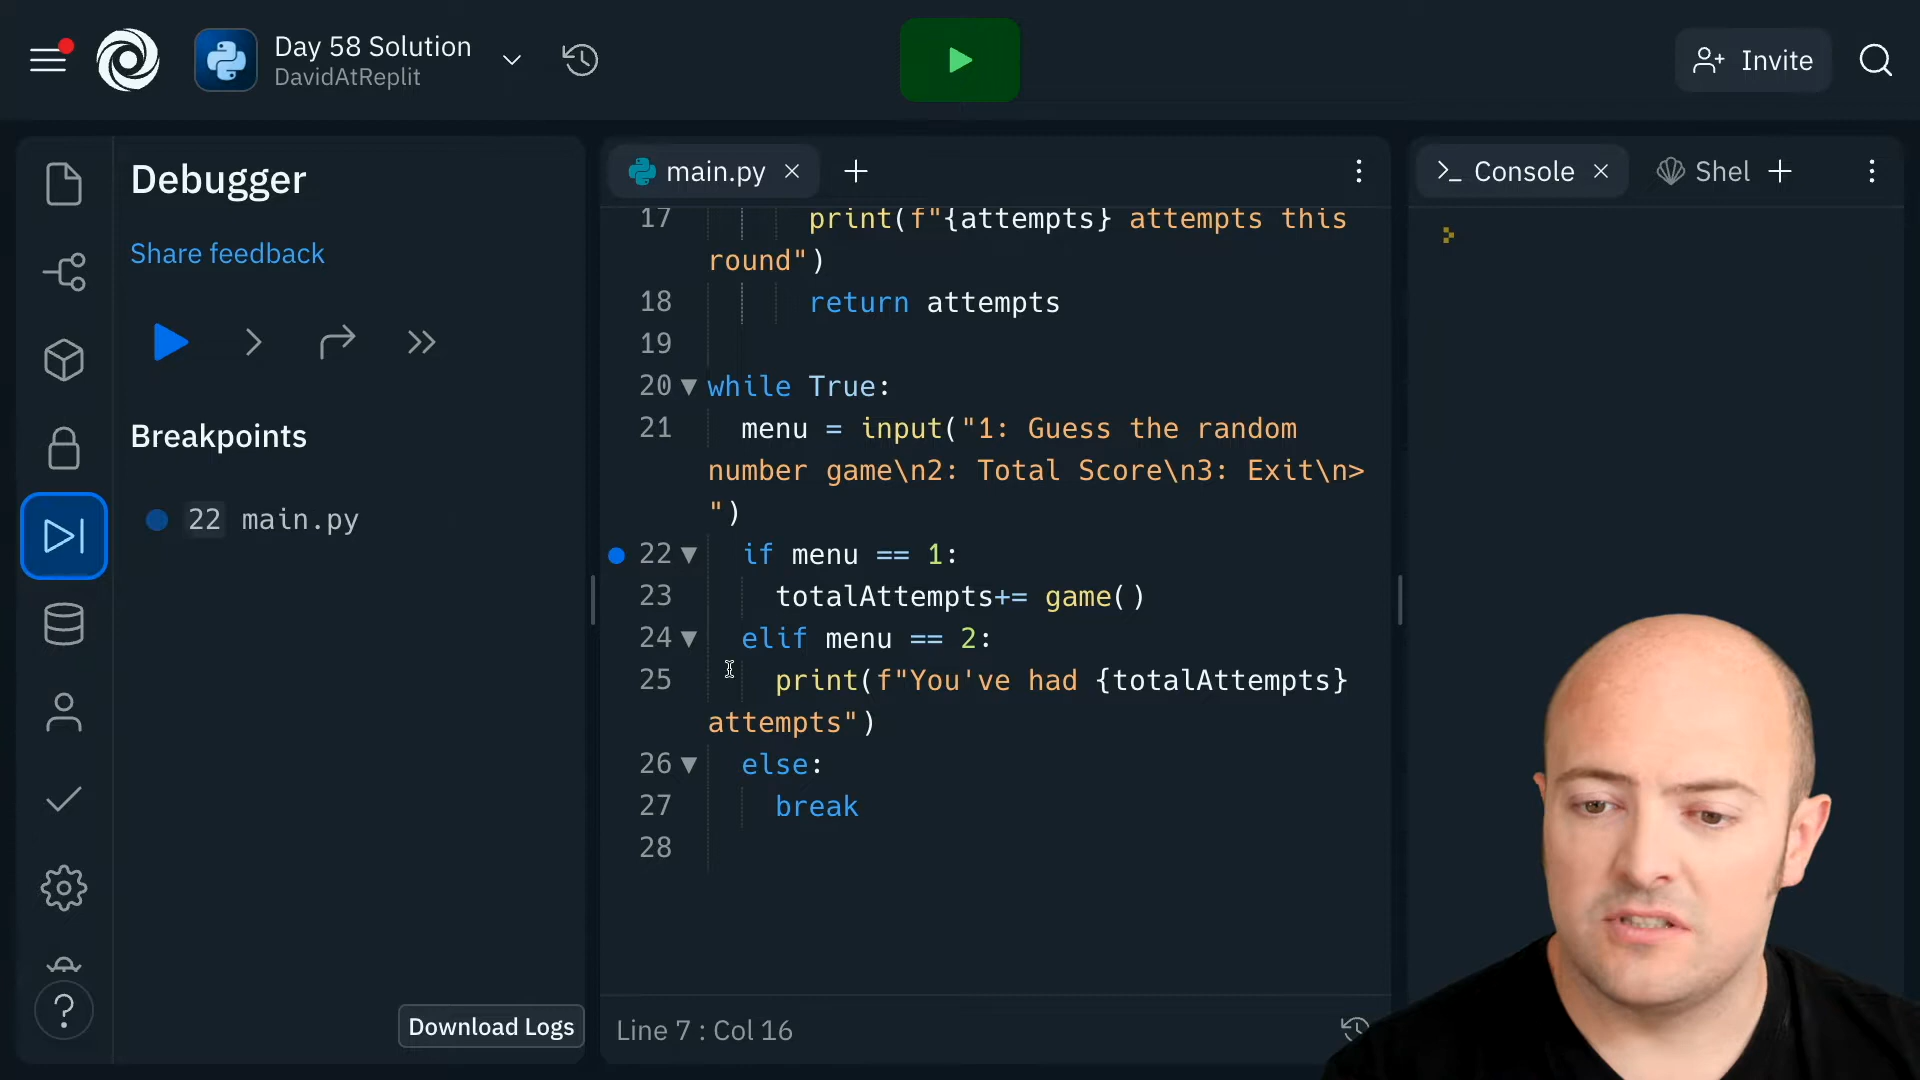 Day 58 Solution
DavidAtReplit
Invite
Debugger
Share feedback
Breakpoints
22 main.py
Download Logs
main.py
17 print(f"{attempts} attempts this
round")
18 return attempts
19
20 while True:
21 menu = input("1: Guess the random
number game\n2: Total Score\n3: Exit\n>
")
22 if menu == 1:
23 totalAttempts+= game()
24 elif menu == 2:
25 print(f"You've had {totalAttempts}
attempts")
26 else:
27 break
28
Line 7 : Col 16
Console
Shel